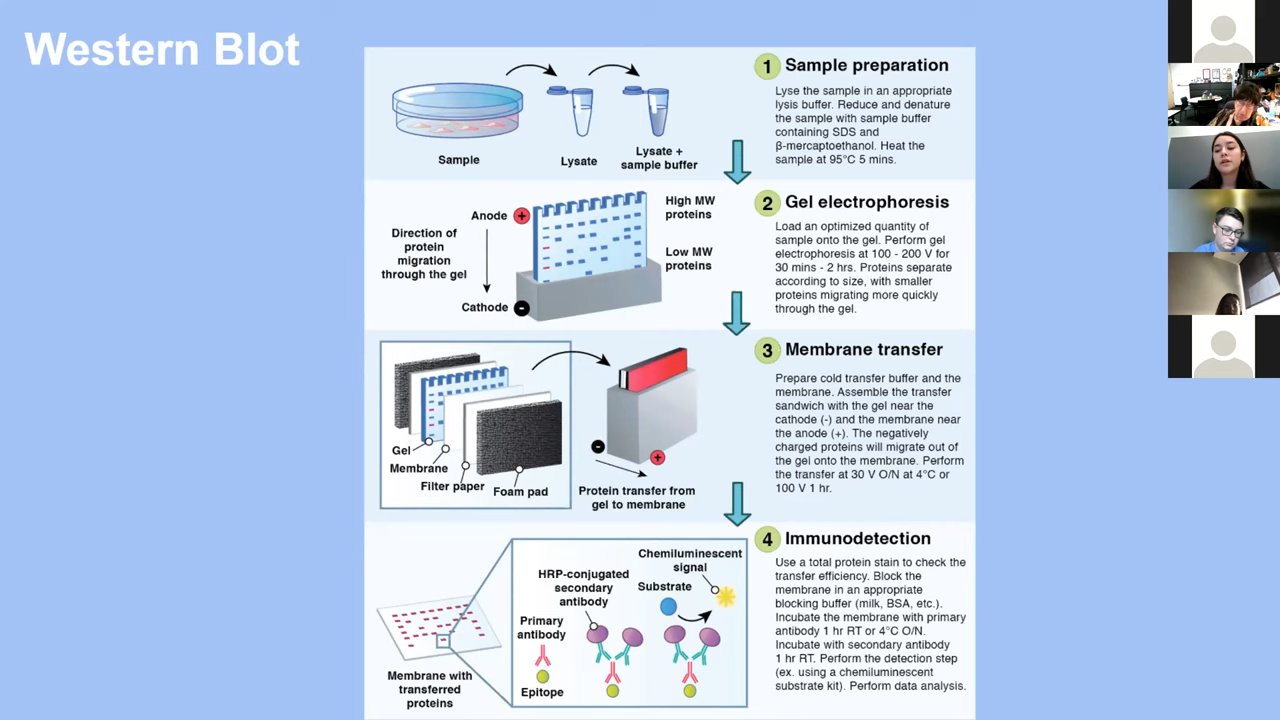 Western Blot
1 Sample preparation
Lyse the sample in an appropriate
lysis buffer. Reduce and denature
the sample with sample buffer
containing SDS and
β-mercaptoethanol. Heat the
sample at 95°C 5 mins.
Sample
Lysate
Lysate +
sample buffer
2 Gel electrophoresis
Load an optimized quantity of
sample onto the gel. Perform gel
electrophoresis at 100 - 200 V for
30 mins - 2 hrs. Proteins separate
according to size, with smaller
proteins migrating more quickly
through the gel.
Anode +
Direction of
protein
migration
through the gel
Cathode -
High MW
proteins
Low MW
proteins
3 Membrane transfer
Prepare cold transfer buffer and the
membrane. Assemble the transfer
sandwich with the gel near the
cathode (-) and the membrane near
the anode (+). The negatively
charged proteins will migrate out of
the gel onto the membrane. Perform
the transfer at 30 V O/N at 4°C or
100 V 1 hr.
Gel
Membrane
Filter paper
Foam pad
- +
Protein transfer from
gel to membrane
4 Immunodetection
Use a total protein stain to check the
transfer efficiency. Block the
membrane in an appropriate
blocking buffer (milk, BSA, etc.).
Incubate the membrane with primary
antibody 1 hr RT or 4°C O/N.
Incubate with secondary antibody
1 hr RT. Perform the detection step
(ex. using a chemiluminescent
substrate kit). Perform data analysis.
Membrane with
transferred
proteins
Primary
antibody
Epitope
HRP-conjugated
secondary
antibody
Substrate
Chemiluminescent
signal